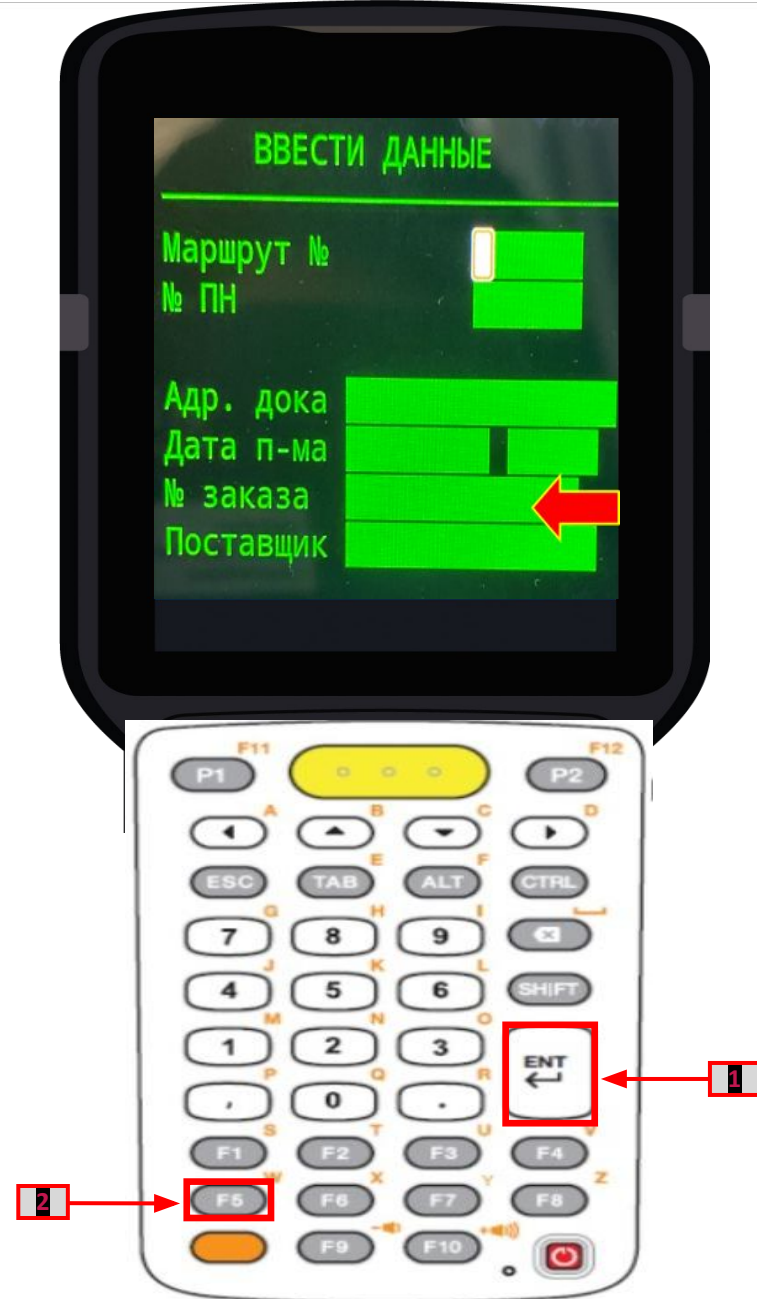 ВВЕСТИ ДАННЫЕ
Маршрут №
№ ПН
Адр. дока
Дата п-ма
№ заказа
Поставщик
F11 F12
P1 P2
A B C D
E F
ESC TAB ALT CTRL
G H I
7 8 9
J K L
4 5 6 SHIFT
M N O
1 2 3 ENT
1
P Q R
, 0 .
S T U V
F1 F2 F3 F4
W X Y Z
2
F5 F6 F7 F8
- +
F9 F10